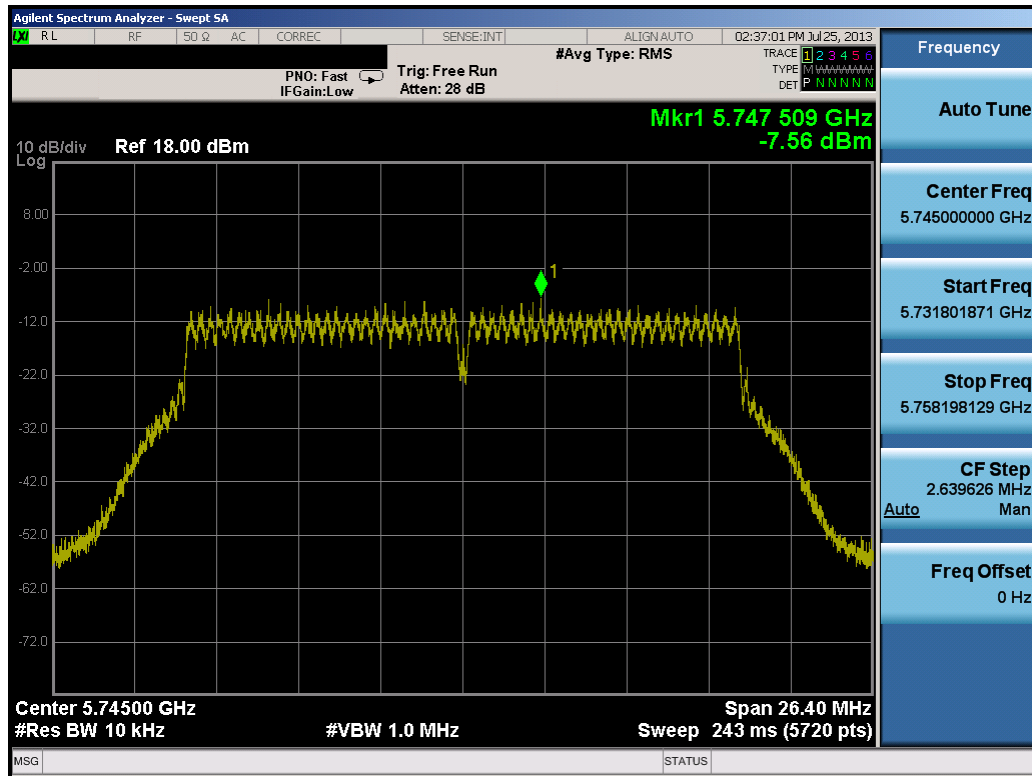 Agilent Spectrum Analyzer - Swept SA
LXI RL RF 50 Ω AC CORREC SENSE:INT ALIGN AUTO 02:37:01 PM Jul 25, 2013
#Avg Type: RMS TRACE 1 2 3 4 5 6
PNO: Fast Trig: Free Run TYPE M WWWWW
IFGain:Low Atten: 28 dB DET P N N N N N
Mkr1 5.747 509 GHz
-7.56 dBm
10 dB/div Ref 18.00 dBm
Log
8.00
1
-2.00
-12.0
-22.0
-32.0
-42.0
-52.0
-62.0
-72.0
Center 5.74500 GHz Span 26.40 MHz
#Res BW 10 kHz #VBW 1.0 MHz Sweep 243 ms (5720 pts)
MSG STATUS
Frequency
Auto Tune
Center Freq
5.745000000 GHz
Start Freq
5.731801871 GHz
Stop Freq
5.758198129 GHz
CF Step
2.639626 MHz
Auto Man
Freq Offset
0 Hz